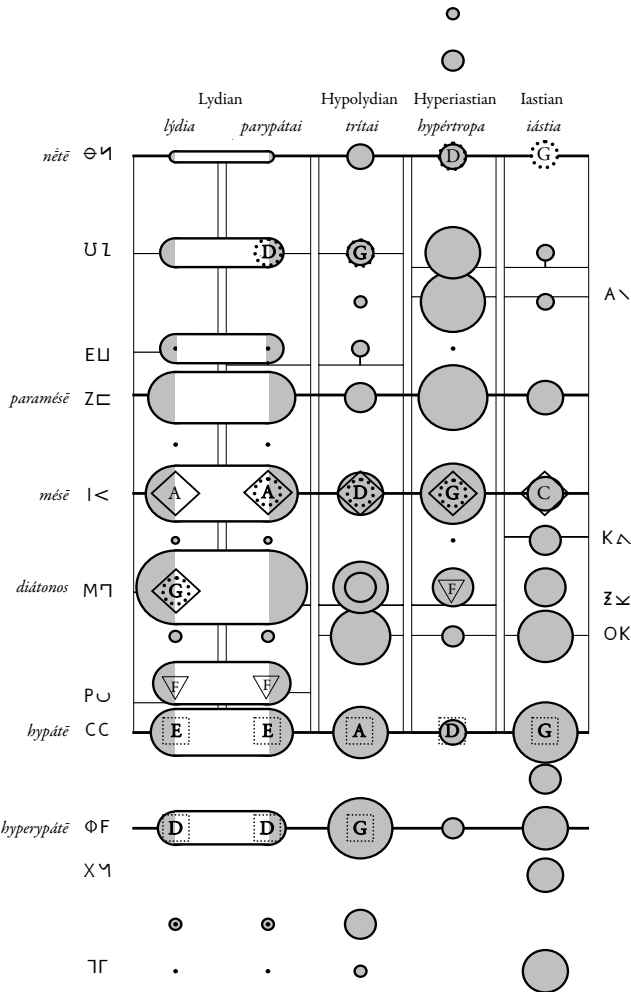 Lydian Hypolydian Hyperiastian Iastian
lýdia parypátai trítai hypértropa iástia
nḗtē Ө И D G
Ʊ Ɀ D G
A \
E ⊔
paramésē Z ⊏
mésē I < A A D G C
K
diátonos M ᒣ G F
Ƶ ⋉
O K
P ᴗ F F
hypátē C C E E A D G
hyperypátē Φ F D D G
X
ᒣ Γ